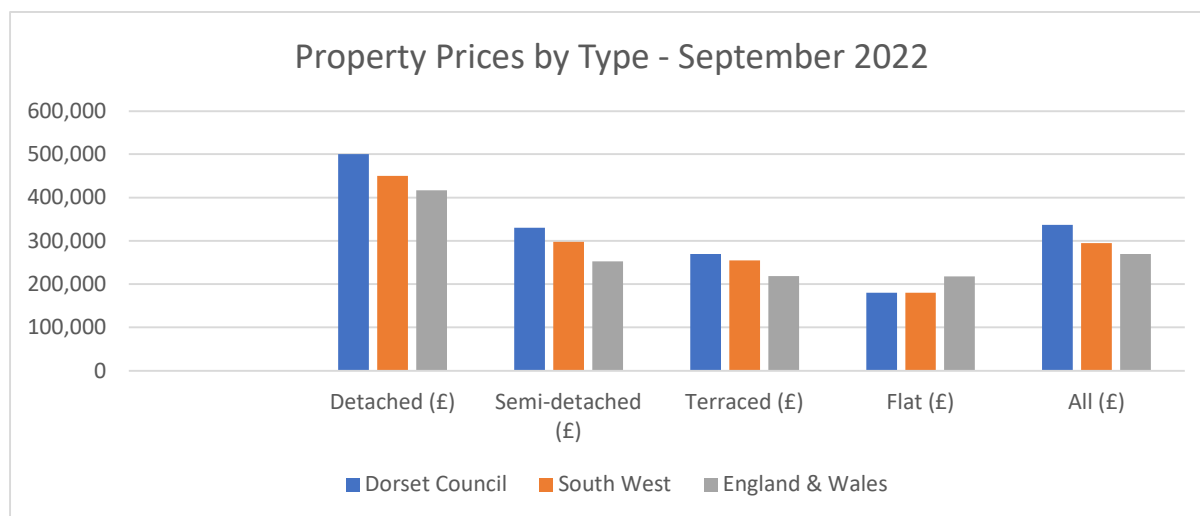 Property Prices by Type - September 2022
600,000
500,000
400,000
300,000
200,000
100,000
0
Detached (£)
Semi-detached
(£)
Terraced (£)
Flat (£)
All (£)
Dorset Council
South West
England & Wales